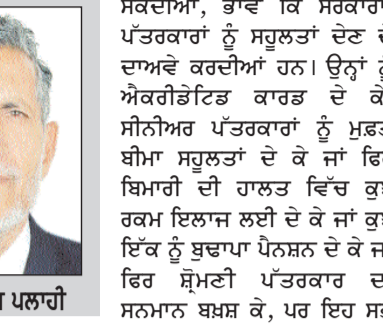 ਸਕਦੀਆਂ, ਭਾਵੇਂ ਕਿ ਸਰਕਾਰਾਂ
ਪੱਤਰਕਾਰਾਂ ਨੂੰ ਸਹੂਲਤਾਂ ਦੇਣ ਦੇ
ਦਾਅਵੇ ਕਰਦੀਆਂ ਹਨ। ਉਨ੍ਹਾਂ ਨੂੰ
ਐਕਰੀਡੇਟਿਡ ਕਾਰਡ ਦੇ ਕੇ,
ਸੀਨੀਅਰ ਪੱਤਰਕਾਰਾਂ ਨੂੰ ਮੁਫ਼ਤ
ਬੀਮਾ ਸਹੂਲਤਾਂ ਦੇ ਕੇ ਜਾਂ ਫਿਰ
ਬਿਮਾਰੀ ਦੀ ਹਾਲਤ ਵਿੱਚ ਕੁਝ
ਰਕਮ ਇਲਾਜ ਲਈ ਦੇ ਕੇ ਜਾਂ ਕੁਝ
ਇੱਕ ਨੂੰ ਬੁਢਾਪਾ ਪੈਨਸ਼ਨ ਦੇ ਕੇ ਜਾਂ
ਫਿਰ ਸ਼੍ਰੋਮਣੀ ਪੱਤਰਕਾਰ ਦਾ
ਸਨਮਾਨ ਬਖ਼ਸ਼ ਕੇ, ਪਰ ਇਹ ਸਭ
ਪਲਾਹੀ